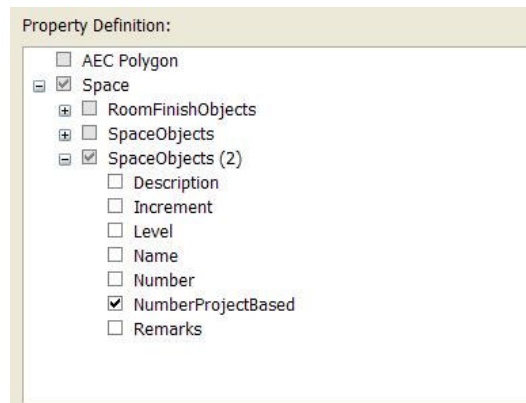 Property Definition:
AEC Polygon
Space
RoomFinishObjects
SpaceObjects
SpaceObjects (2)
Description
Increment
Level
Name
Number
NumberProjectBased
Remarks